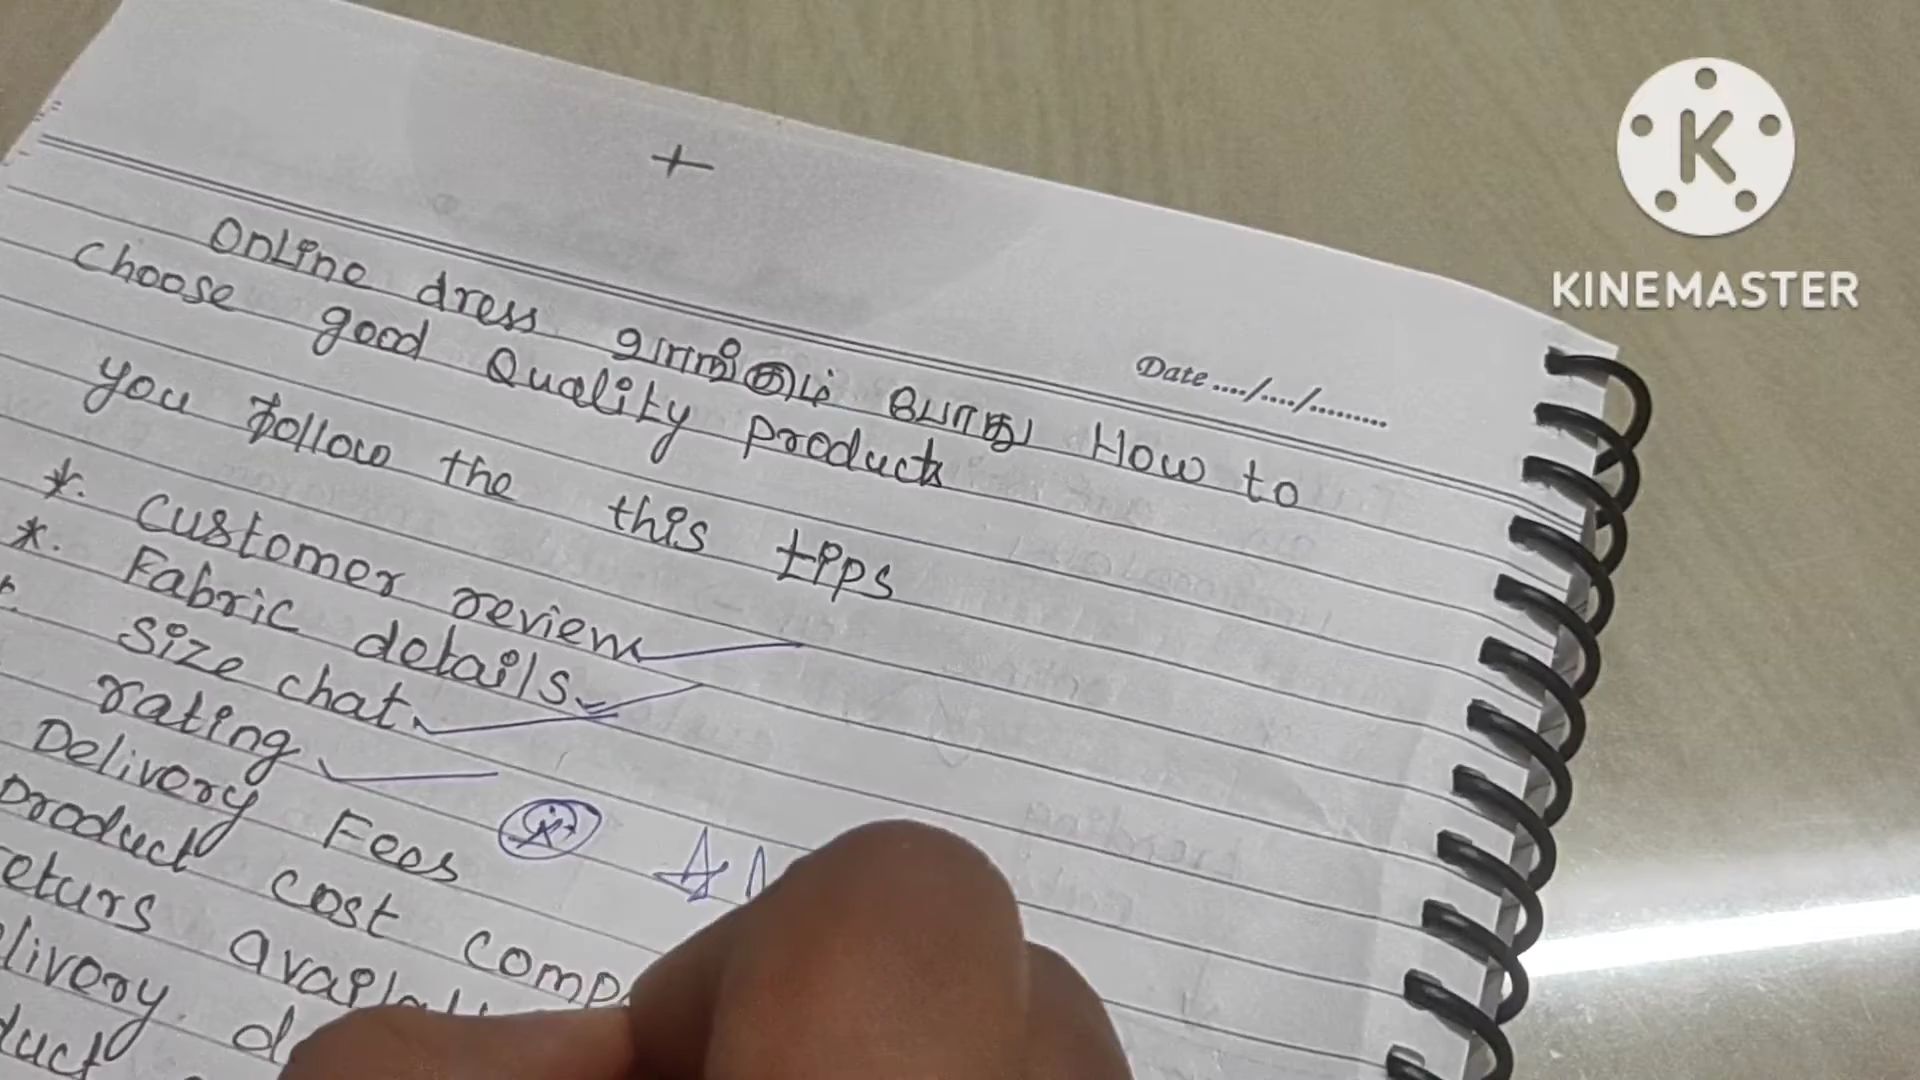 +
Date ..../..../.........
Online dress வாங்கும் போது How to
choose good Quality product
you follow the this tips
*. Customer review
*. Fabric details
size chat
rating
Delivery Fees
product cost
returs
KINEMASTER